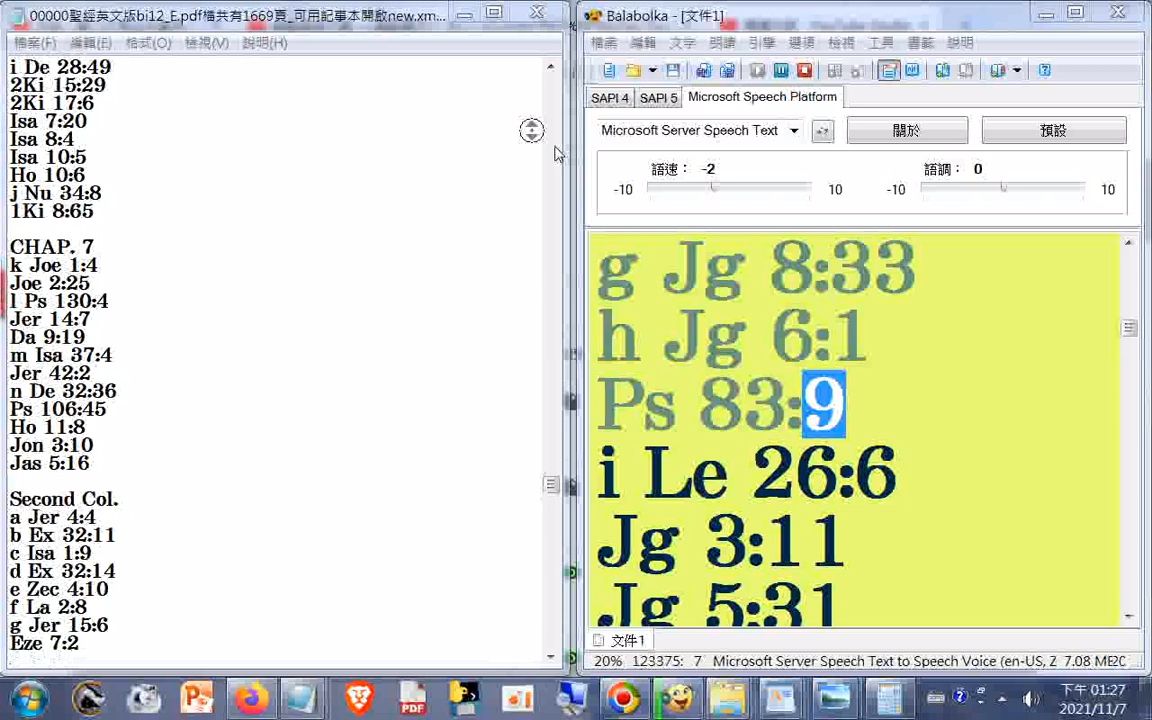 00000聖經英文版bi12_E.pdf檔共有1669頁_可用記事本開啟new.xm...
檔案(F) 編輯(E) 格式(O) 檢視(V) 說明(H)
i De 28:49
2Ki 15:29
2Ki 17:6
Isa 7:20
Isa 8:4
Isa 10:5
Ho 10:6
j Nu 34:8
1Ki 8:65
CHAP. 7
k Joe 1:4
Joe 2:25
l Ps 130:4
Jer 14:7
Da 9:19
m Isa 37:4
Jer 42:2
n De 32:36
Ps 106:45
Ho 11:8
Jon 3:10
Jas 5:16
Second Col.
a Jer 4:4
b Ex 32:11
c Isa 1:9
d Ex 32:14
e Zec 4:10
f La 2:8
g Jer 15:6
Eze 7:2
Balabolka - [文件1]
檔案 編輯 文字 朗讀 引擎 選項 檢視 工具 書籤 說明
SAPI 4 SAPI 5 Microsoft Speech Platform
Microsoft Server Speech Text 關於 預設
語速： -2 語調： 0
-10 10 -10 10
g Jg 8:33
h Jg 6:1
Ps 83:9
i Le 26:6
Jg 3:11
Jg 5:31
文件1
20% 123375: 7 Microsoft Server Speech Text to Speech Voice (en-US, Z 7.08 ME2C
PDF
下午 01:27
2021/11/7